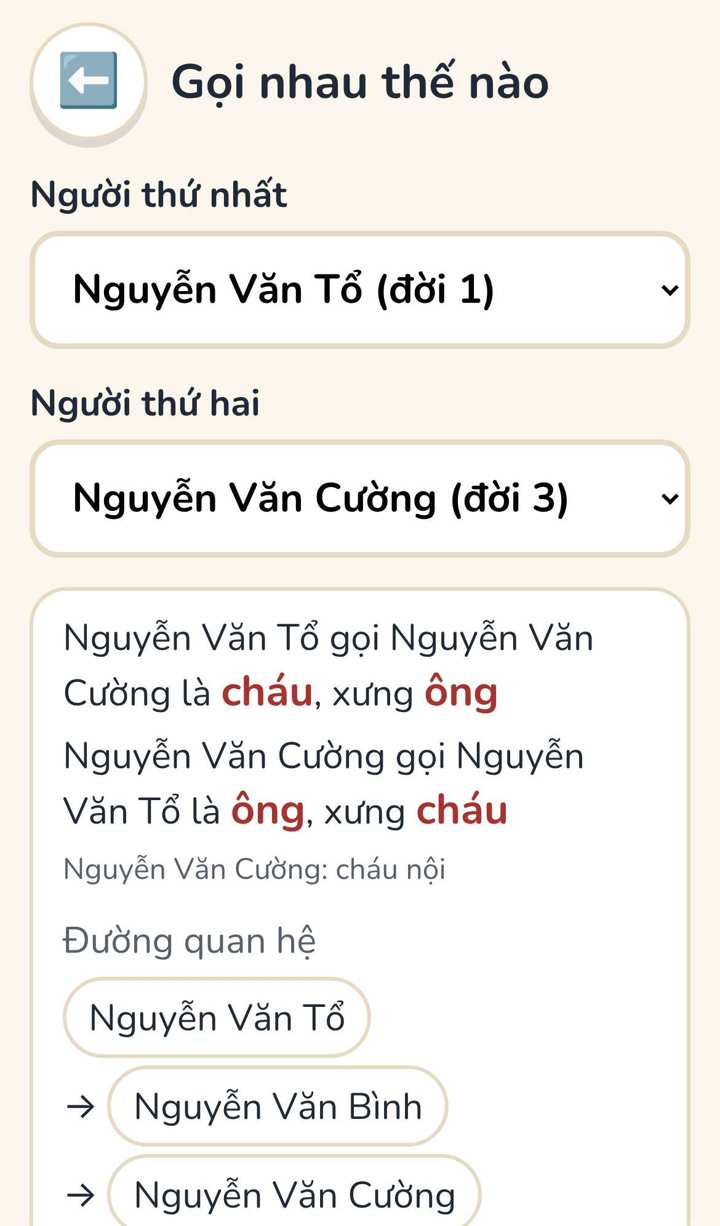 Gọi nhau thế nào
Người thứ nhất
Nguyễn Văn Tổ (đời 1)
Người thứ hai
Nguyễn Văn Cường (đời 3)
Nguyễn Văn Tổ gọi Nguyễn Văn
Cường là cháu, xưng ông
Nguyễn Văn Cường gọi Nguyễn
Văn Tổ là ông, xưng cháu
Nguyễn Văn Cường: cháu nội
Đường quan hệ
Nguyễn Văn Tổ
→ Nguyễn Văn Bình
→ Nguyễn Văn Cường